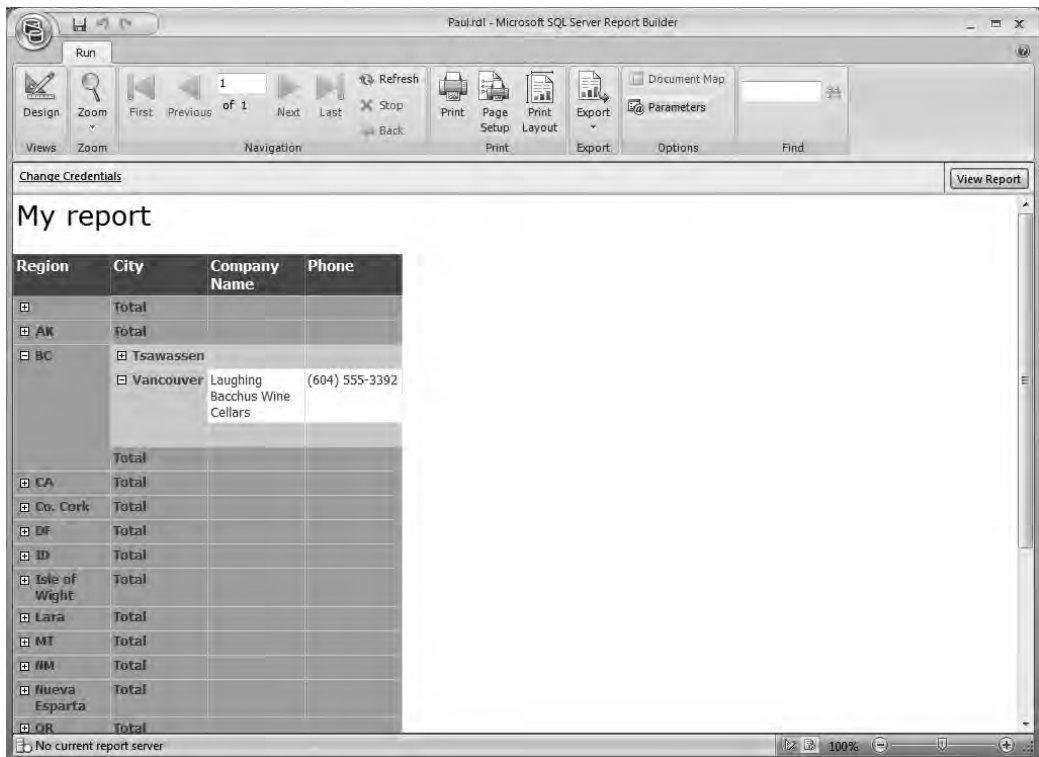 Paul.rdl - Microsoft SQL Server Report Builder
Run
Design
Zoom
First
Previous
1
of 1
Next
Last
Refresh
Stop
Back
Print
Page Setup
Print Layout
Export
Document Map
Parameters
Views
Zoom
Navigation
Print
Export
Options
Find
Change Credentials
View Report
My report
Region City Company Phone
Name
Total
AK Total
BC Tsawassen
Vancouver Laughing (604) 555-3392
Bacchus Wine
Cellars
Total
CA Total
Co. Cork Total
DF Total
ID Total
Isle of Total
Wight
Lara Total
MT Total
NM Total
Nueva Total
Esparta
OR Total
No current report server
100%